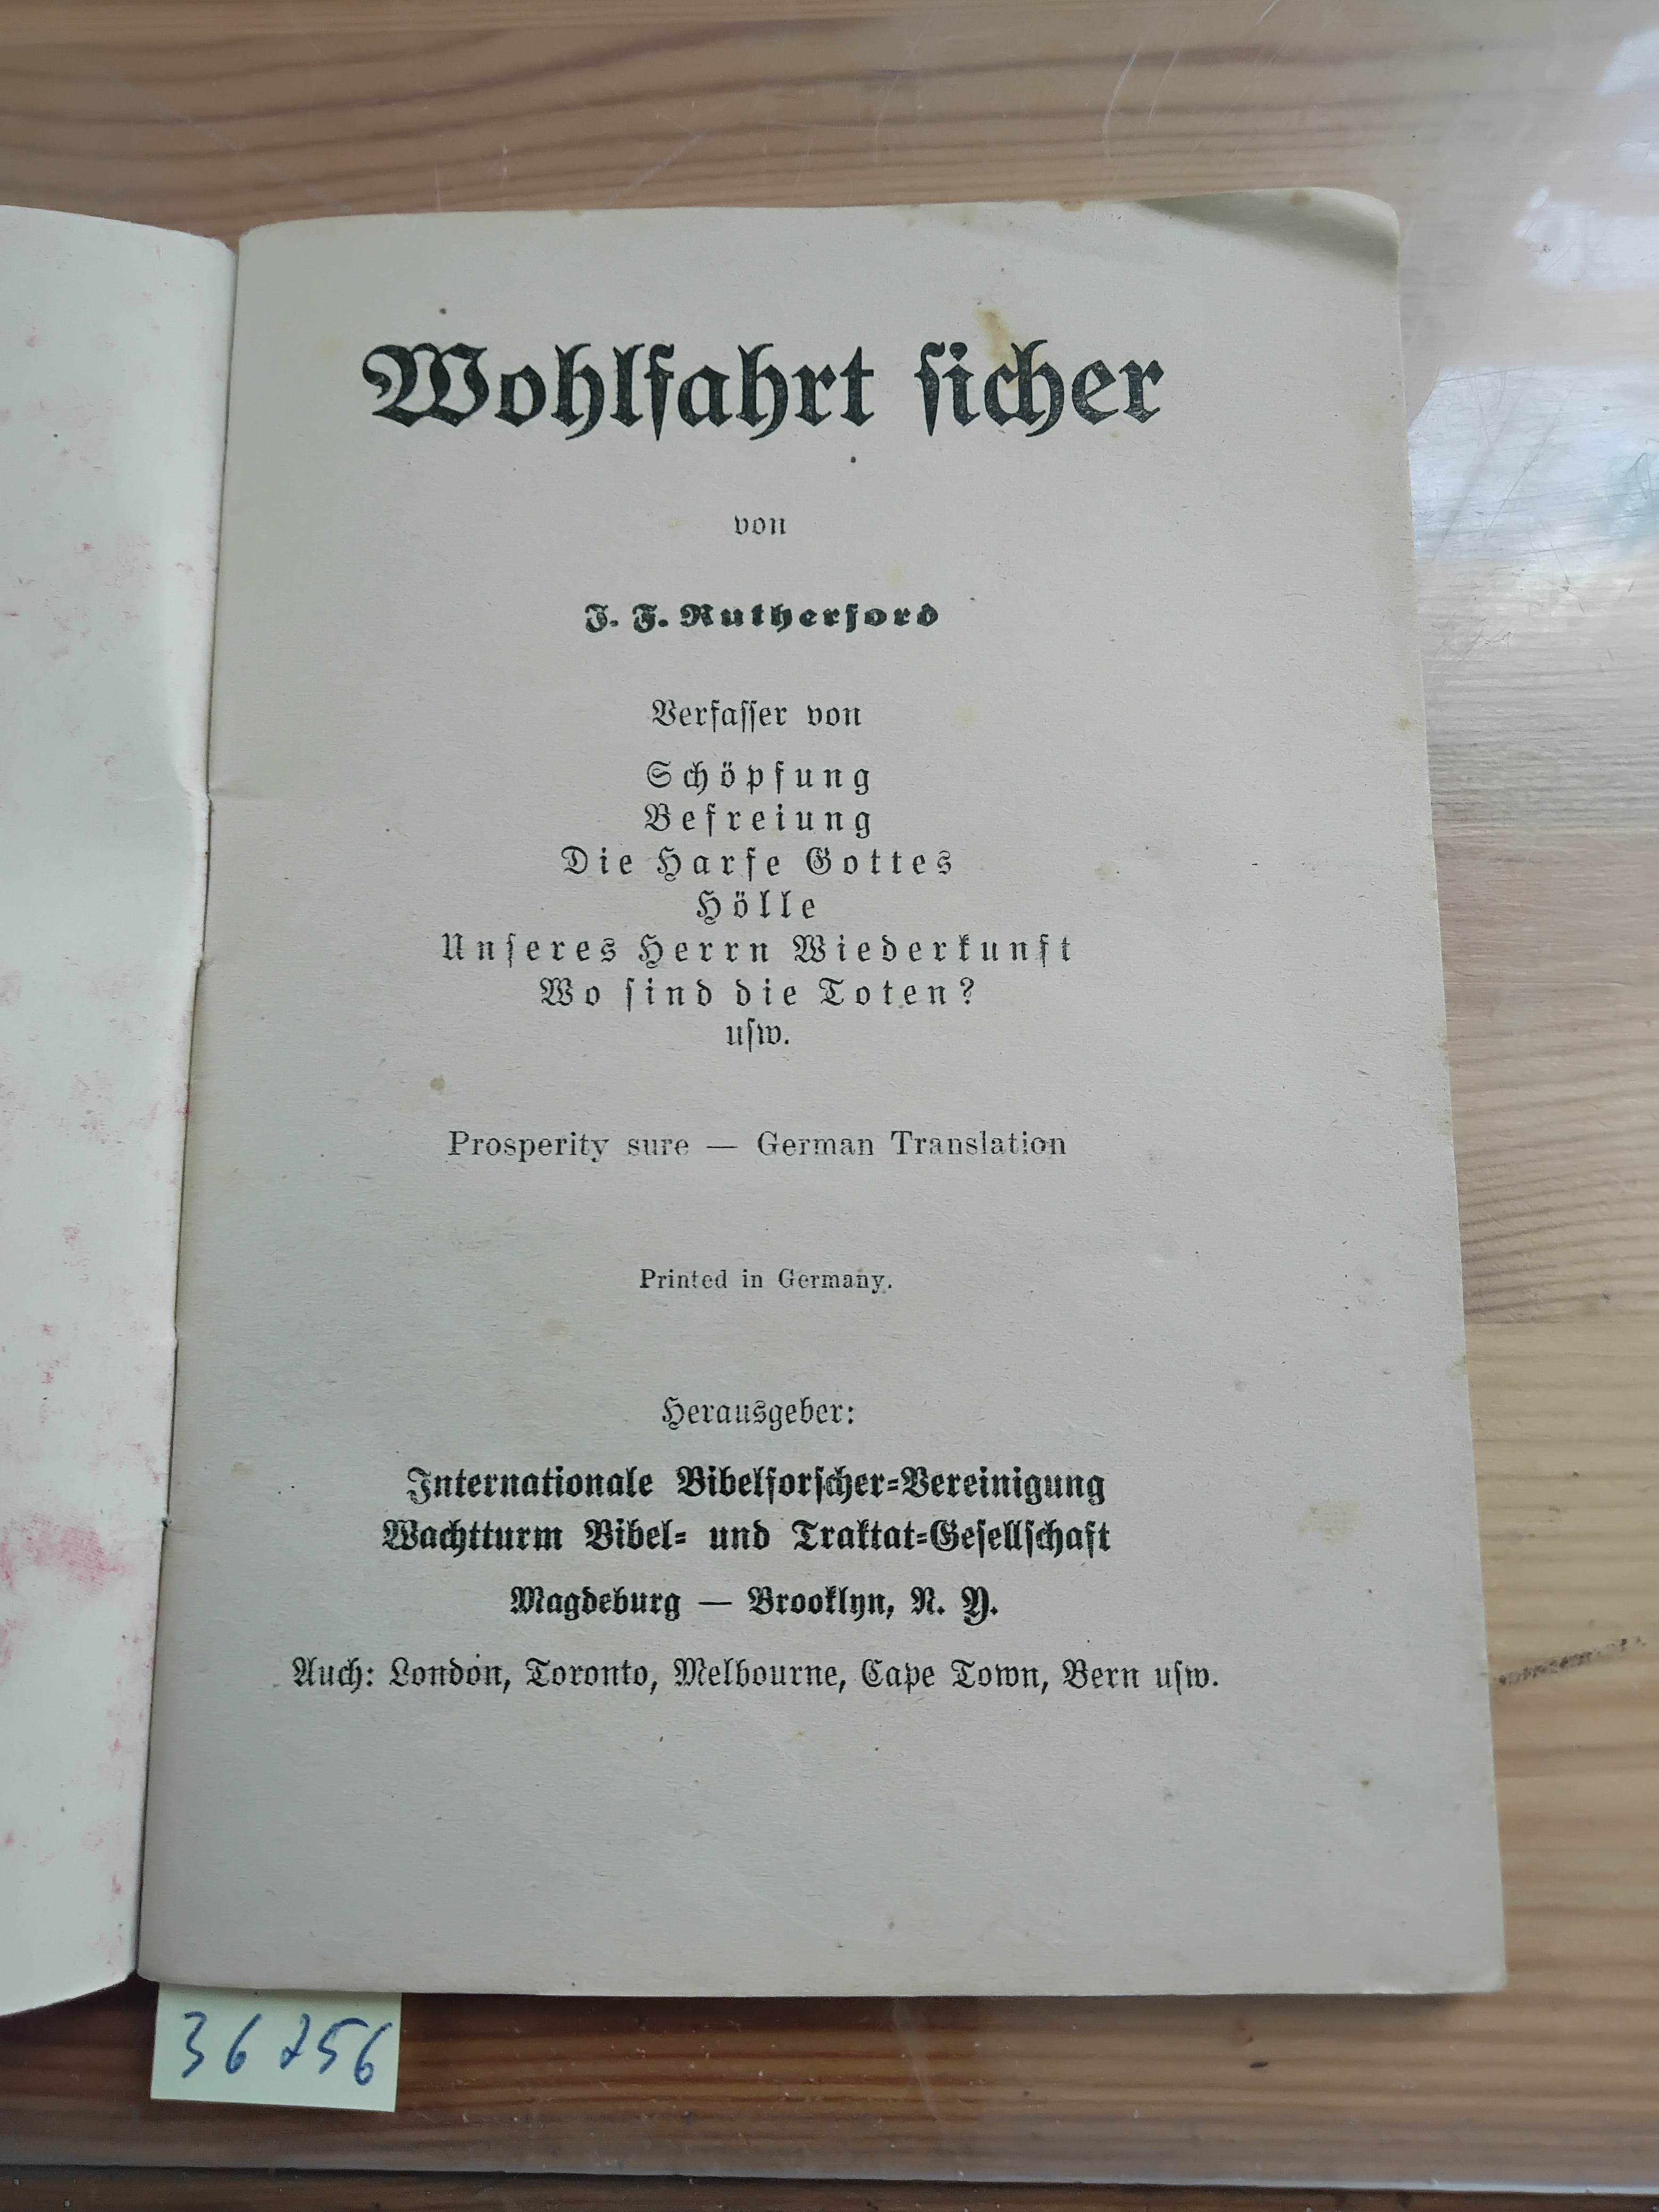 Wohlfahrt sicher
von
J. F. Rutherford
Verfasser von
Schöpfung
Befreiung
Die Harfe Gottes
Hölle
Unseres Herrn Wiederkunft
Wo sind die Toten?
usw.
Prosperity sure — German Translation
Printed in Germany.
Herausgeber:
Internationale Bibelforscher-Vereinigung
Wachtturm Bibel- und Traktat-Gesellschaft
Magdeburg — Brooklyn, N. Y.
Auch: London, Toronto, Melbourne, Cape Town, Bern usw.
36256